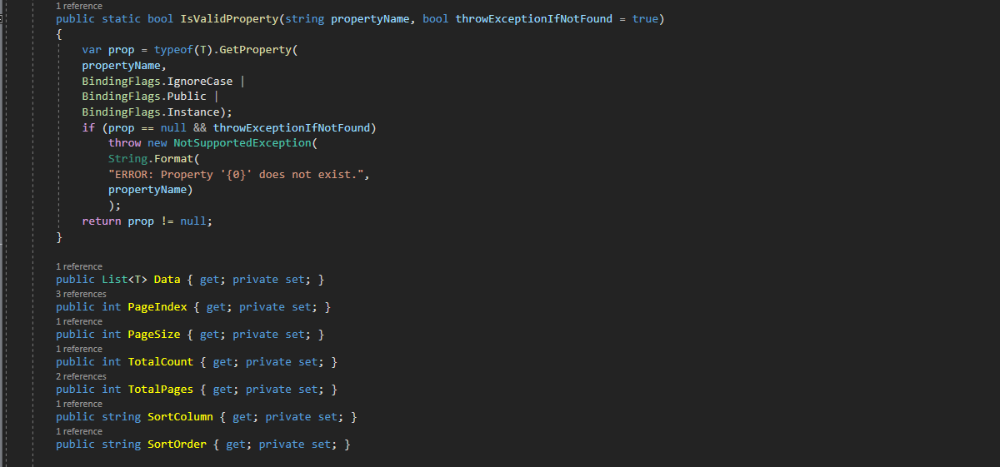 1 reference
public static bool IsValidProperty(string propertyName, bool throwExceptionIfNotFound = true)
{
var prop = typeof(T).GetProperty(
propertyName,
BindingFlags.IgnoreCase |
BindingFlags.Public |
BindingFlags.Instance);
if (prop == null && throwExceptionIfNotFound)
throw new NotSupportedException(
String.Format(
"ERROR: Property '{0}' does not exist.",
propertyName)
);
return prop != null;
}
1 reference
public List<T> Data { get; private set; }
3 references
public int PageIndex { get; private set; }
1 reference
public int PageSize { get; private set; }
1 reference
public int TotalCount { get; private set; }
2 references
public int TotalPages { get; private set; }
1 reference
public string SortColumn { get; private set; }
1 reference
public string SortOrder { get; private set; }